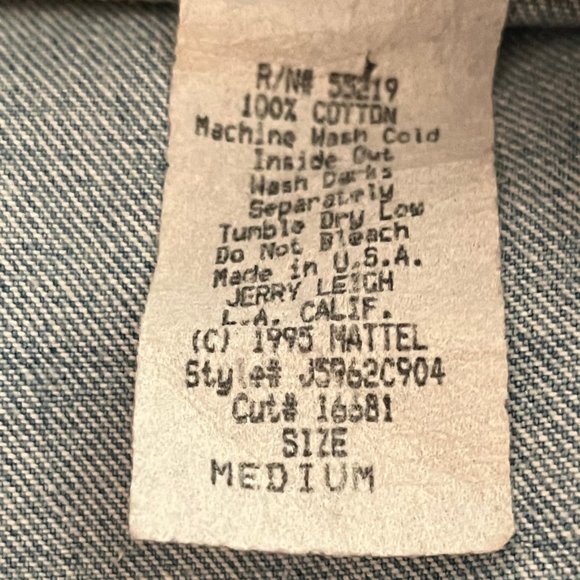 R/N# 55219
100% COTTON
Machine Wash Cold
Inside Out
Wash Darks
Separately
Tumble Dry Low
Do Not Bleach
Made in U.S.A.
JERRY LEIGH
L.A. CALIF.
(C) 1995 MATTEL
Style# J5962C904
Cut# 16681
SIZE
MEDIUM